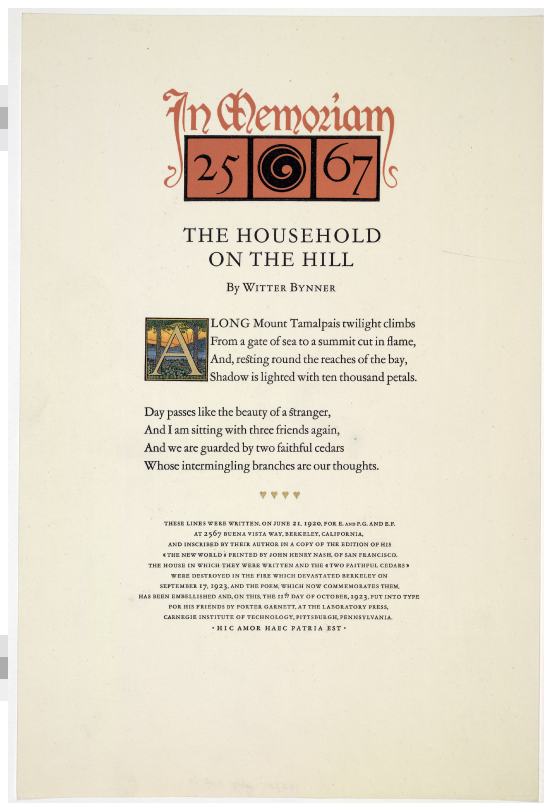 In Memoriam
25 67
THE HOUSEHOLD
ON THE HILL
By WITTER BYNNER
ALONG Mount Tamalpais twilight climbs
From a gate of sea to a summit cut in flame,
And, resting round the reaches of the bay,
Shadow is lighted with ten thousand petals.
Day passes like the beauty of a stranger,
And I am sitting with three friends again,
And we are guarded by two faithful cedars
Whose intermingling branches are our thoughts.
THESE LINES WERE WRITTEN, ON JUNE 21, 1920, FOR E. AND P.G. AND E.F.
AT 2567 BUENA VISTA WAY, BERKELEY, CALIFORNIA,
AND INSCRIBED BY THEIR AUTHOR IN A COPY OF THE EDITION OF HIS
«THE NEW WORLD» PRINTED BY JOHN HENRY NASH, OF SAN FRANCISCO.
THE HOUSE IN WHICH THEY WERE WRITTEN AND THE «TWO FAITHFUL CEDARS»
WERE DESTROYED IN THE FIRE WHICH DEVASTATED BERKELEY ON
SEPTEMBER 17, 1923, AND THE POEM, WHICH NOW COMMEMORATES THEM,
HAS BEEN EMBELLISHED AND, ON THIS, THE 11th DAY OF OCTOBER, 1923, PUT INTO TYPE
FOR HIS FRIENDS BY PORTER GARNETT, AT THE LABORATORY PRESS,
CARNEGIE INSTITUTE OF TECHNOLOGY, PITTSBURGH, PENNSYLVANIA.
· HIC AMOR HAEC PATRIA EST ·